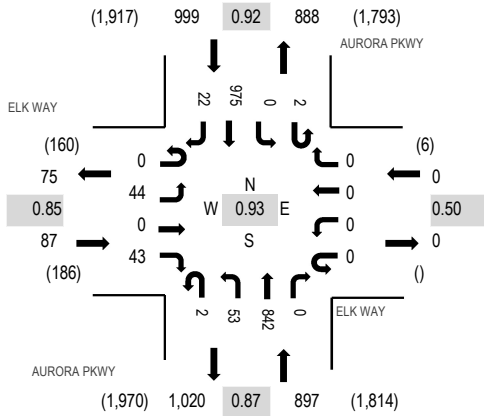 (1,917) 999 0.92 888 (1,793)
AURORA PKWY
22 975 0 2
ELK WAY
(160) 0 0 (6)
75 44 N 0 0
0.85 0 W 0.93 E 0 0.50
87 43 S 0 0
(186) ()
2 53 842 0
ELK WAY
AURORA PKWY
(1,970) 1,020 0.87 897 (1,814)